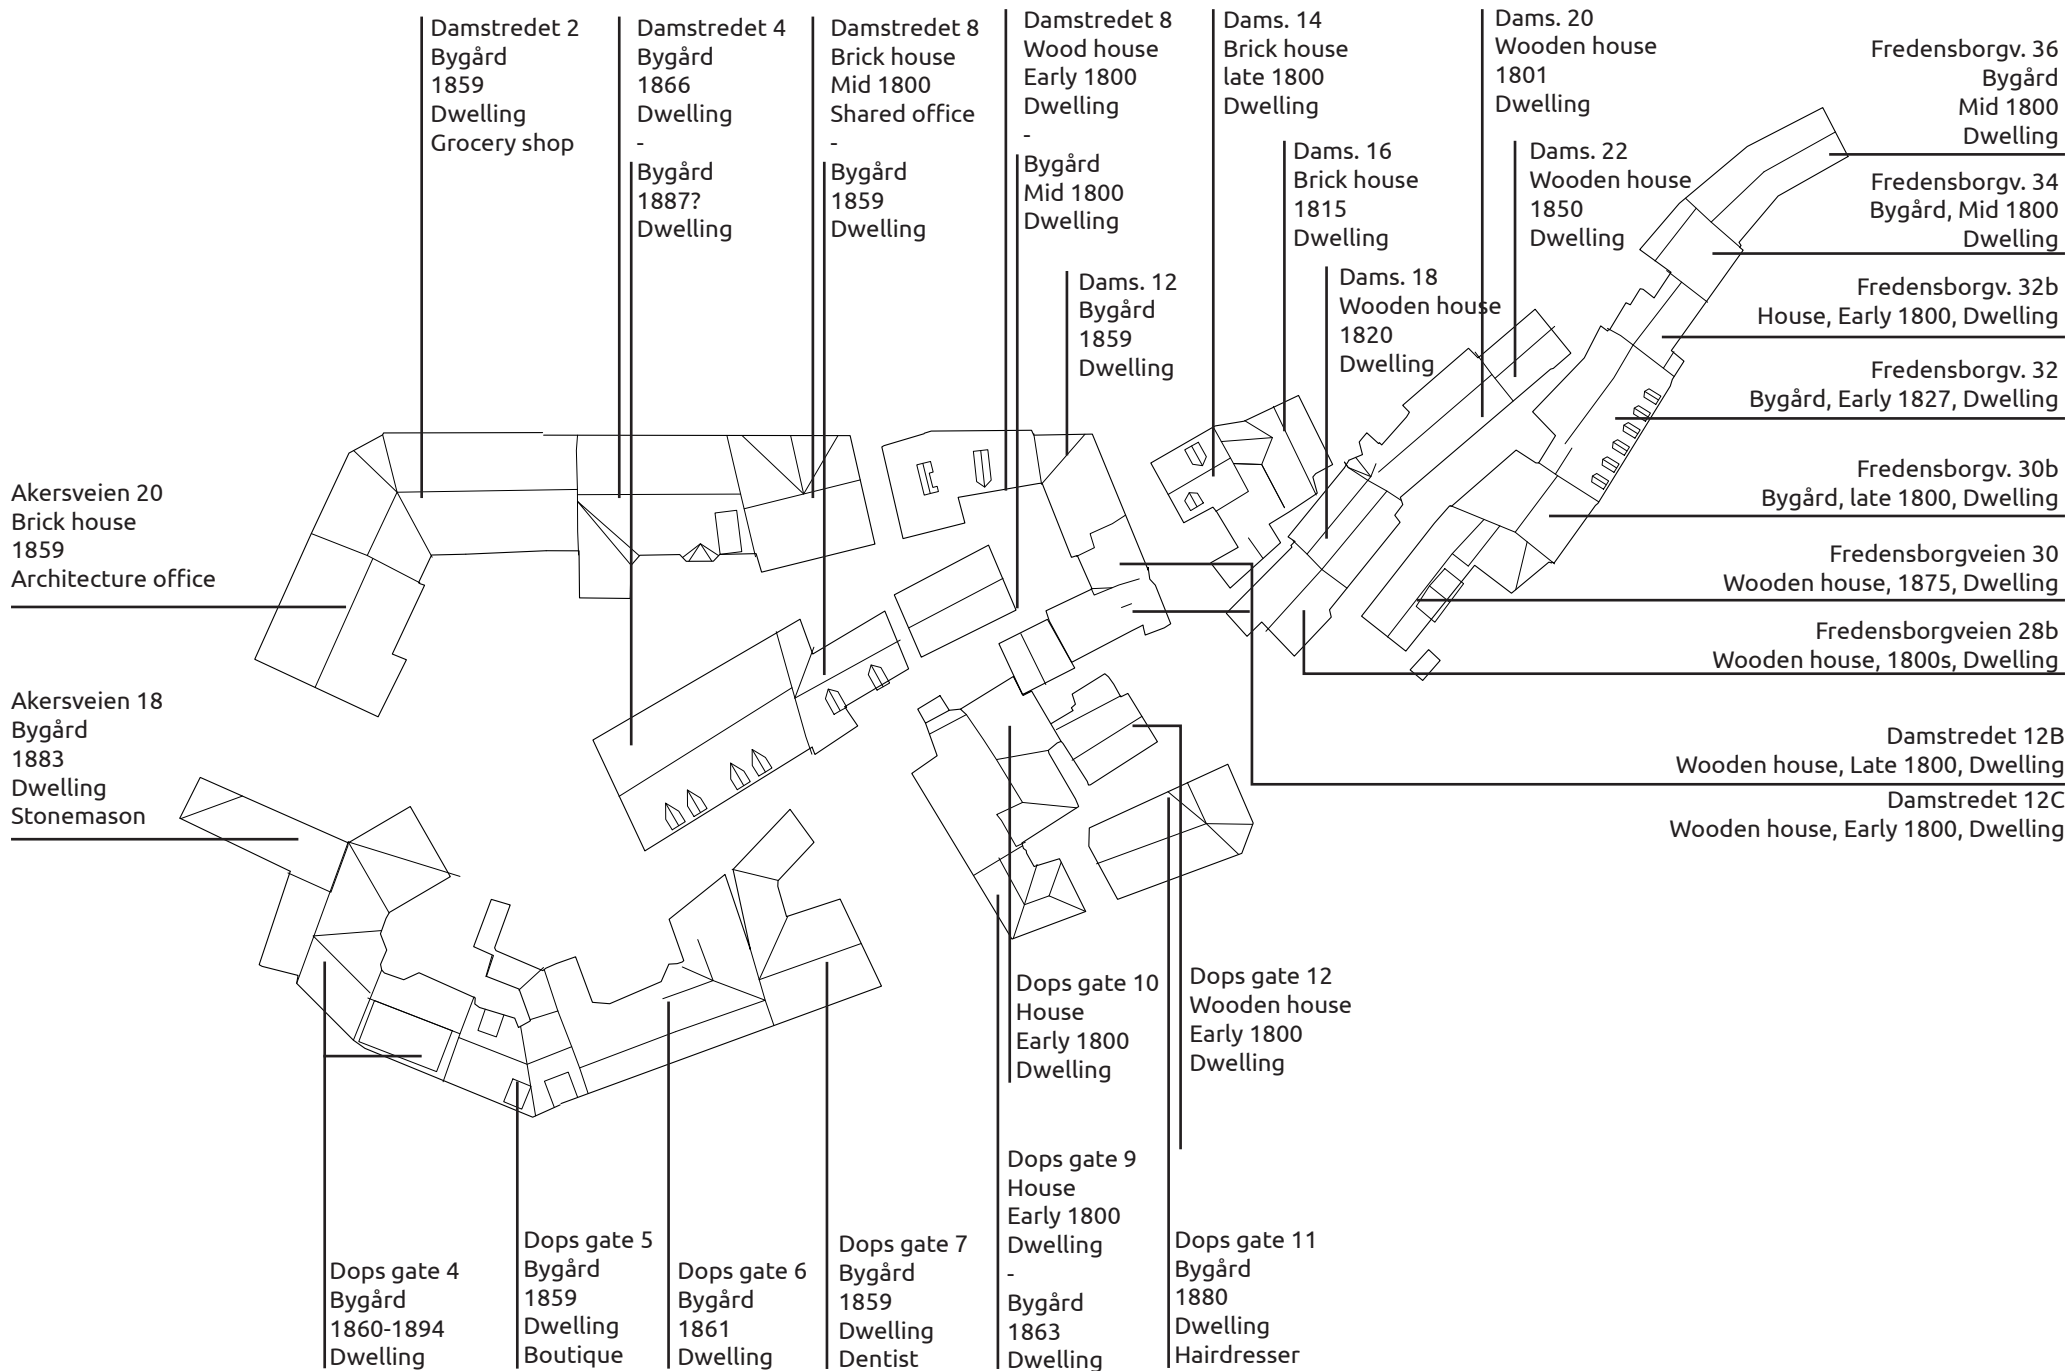 Damstredet 2
Bygård
1859
Dwelling
Grocery shop
Damstredet 4
Bygård
1866
Dwelling
-
Bygård
1887?
Dwelling
Damstredet 8
Brick house
Mid 1800
Shared office
-
Bygård
1859
Dwelling
Damstredet 8
Wood house
Early 1800
Dwelling
-
Bygård
Mid 1800
Dwelling
Dams. 12
Bygård
1859
Dwelling
Dams. 14
Brick house
late 1800
Dwelling
Dams. 16
Brick house
1815
Dwelling
Dams. 18
Wooden house
1820
Dwelling
Dams. 20
Wooden house
1801
Dwelling
Dams. 22
Wooden house
1850
Dwelling
Fredensborgv. 36
Bygård
Mid 1800
Dwelling
Fredensborgv. 34
Bygård, Mid 1800
Dwelling
Fredensborgv. 32b
House, Early 1800, Dwelling
Fredensborgv. 32
Bygård, Early 1827, Dwelling
Fredensborgv. 30b
Bygård, late 1800, Dwelling
Fredensborgveien 30
Wooden house, 1875, Dwelling
Fredensborgveien 28b
Wooden house, 1800s, Dwelling
Damstredet 12B
Wooden house, Late 1800, Dwelling
Damstredet 12C
Wooden house, Early 1800, Dwelling
Akersveien 20
Brick house
1859
Architecture office
Akersveien 18
Bygård
1883
Dwelling
Stonemason
Dops gate 4
Bygård
1860-1894
Dwelling
Dops gate 5
Bygård
1859
Dwelling
Boutique
Dops gate 6
Bygård
1861
Dwelling
Dops gate 7
Bygård
1859
Dwelling
Dentist
Dops gate 10
House
Early 1800
Dwelling
Dops gate 9
House
Early 1800
Dwelling
-
Bygård
1863
Dwelling
Dops gate 12
Wooden house
Early 1800
Dwelling
Dops gate 11
Bygård
1880
Dwelling
Hairdresser